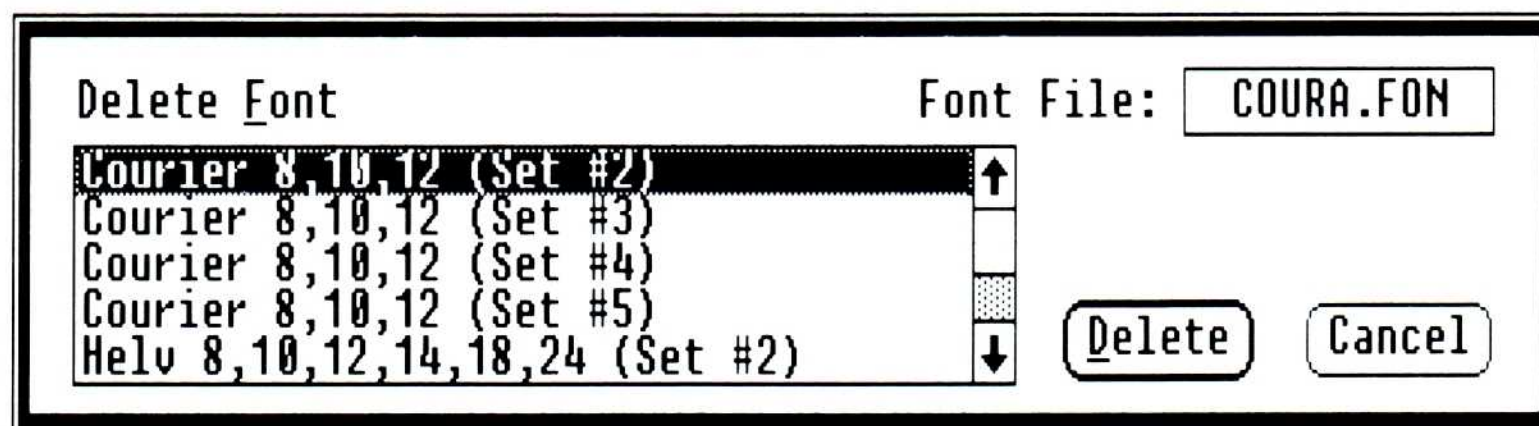 Delete Font
Font File: COURA.FON
Courier 8,10,12 (Set #2)
Courier 8,10,12 (Set #3)
Courier 8,10,12 (Set #4)
Courier 8,10,12 (Set #5)
Helv 8,10,12,14,18,24 (Set #2)
Delete
Cancel